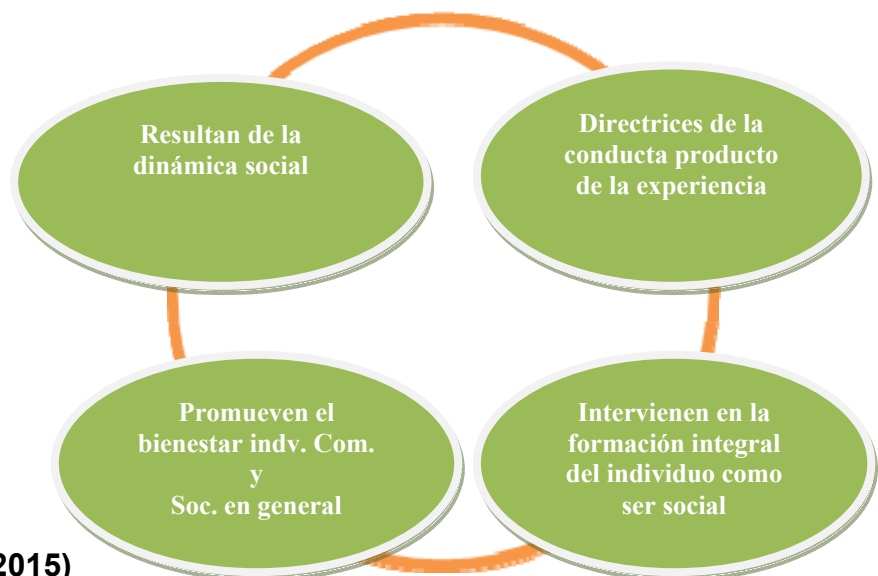 Resultan de la
dinámica social
Directrices de la
conducta producto
de la experiencia
Promueven el
bienestar indv. Com.
y
Soc. en general
Intervienen en la
formación integral
del individuo como
ser social
2015)